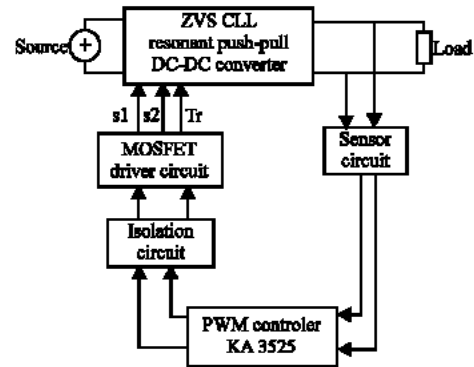 ZVS CLL
resonant push-pull
DC-DC converter
Source
Load
s1 s2 Tr
MOSFET
driver circuit
Sensor
circuit
Isolation
circuit
PWM controler
KA 3525